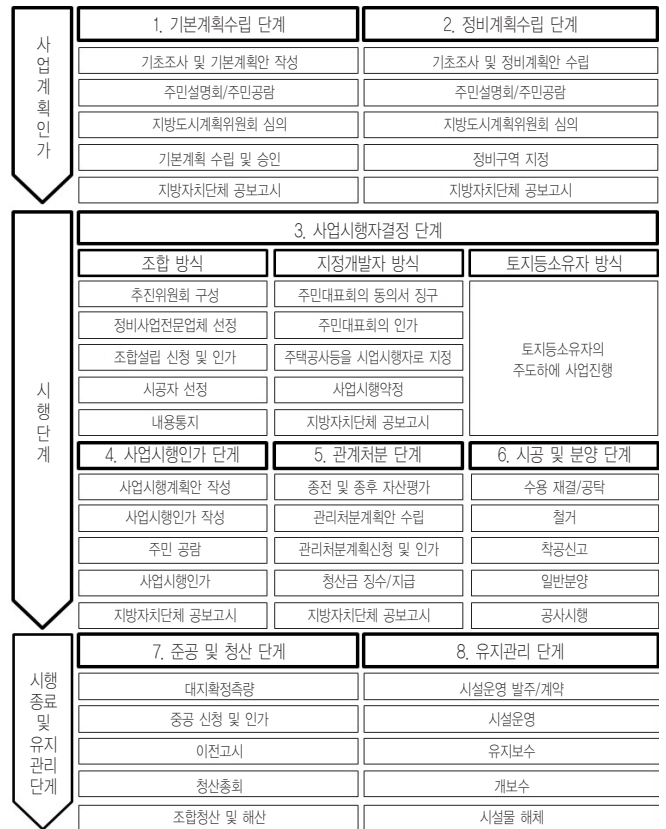 사
업
계
획
인
가
1. 기본계획수립 단계
2. 정비계획수립 단계
기초조사 및 기본계획안 작성
기초조사 및 정비계획안 수립
주민설명회/주민공람
주민설명회/주민공람
지방도시계획위원회 심의
지방도시계획위원회 심의
기본계획 수립 및 승인
정비구역 지정
지방자치단체 공보고시
지방자치단체 공보고시
시
행
단
계
3. 사업시행자결정 단계
조합 방식
지정개발자 방식
토지등소유자 방식
추진위원회 구성
주민대표회의 동의서 징구
정비사업전문업체 선정
주민대표회의 인가
조합설립 신청 및 인가
주택공사등을 사업시행자로 지정
시공자 선정
사업시행약정
내용통지
지방자치단체 공보고시
토지등소유자의
주도하에 사업진행
4. 사업시행인가 단게
5. 관계처분 단계
6. 시공 및 분양 단계
사업시행계획안 작성
종전 및 종후 자산평가
수용 재결/공탁
사업시행인가 작성
관리처분계획안 수립
철거
주민 공람
관리처분계획신청 및 인가
착공신고
사업시행인가
청산금 징수/지급
일반분양
지방자치단체 공보고시
지방자치단체 공보고시
공사시행
시행
종료
및
유지
관리
단게
7. 준공 및 청산 단게
8. 유지관리 단게
대지확정측량
시설운영 발주/계약
중공 신청 및 인가
시설운영
이전고시
유지보수
청산총회
개보수
조합청산 및 해산
시설물 해체